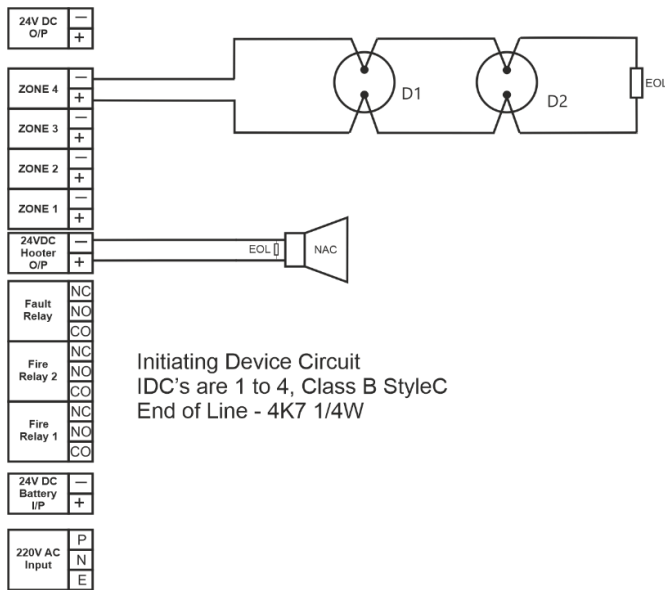 24V DC
O/P
—
+
ZONE 4
—
+
D1
D2
EOL
ZONE 3
—
+
ZONE 2
—
+
ZONE 1
—
+
24VDC
Hooter
O/P
—
+
EOL
NAC
Fault
Relay
NC
NO
CO
Fire
Relay 2
NC
NO
CO
Fire
Relay 1
NC
NO
CO
Initiating Device Circuit
IDC's are 1 to 4, Class B StyleC
End of Line - 4K7 1/4W
24V DC
Battery
I/P
—
+
220V AC
Input
P
N
E